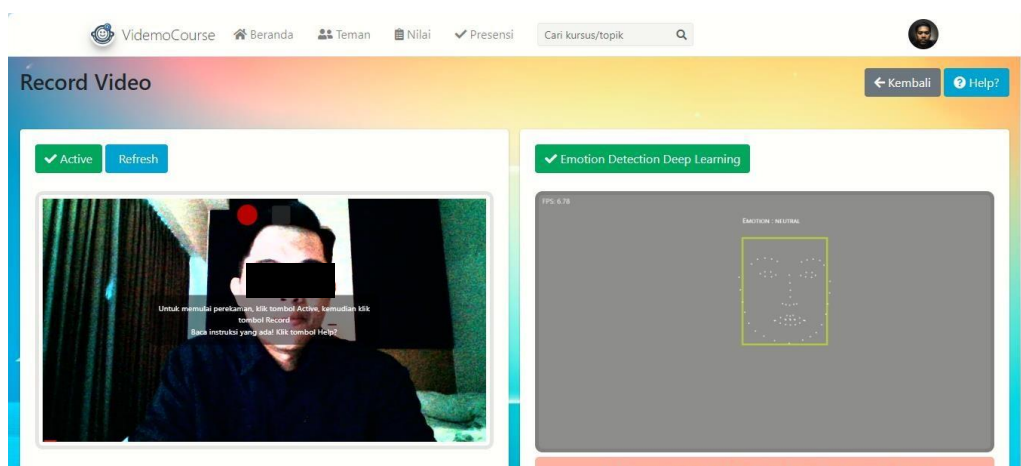 VidemoCourse Beranda Teman Nilai Presensi Cari kursus/topik
Record Video
Kembali Help?
Active Refresh
Emotion Detection Deep Learning
Untuk memulai perekaman, klik tombol Active, kemudian klik
tombol Record
Baca instruksi yang ada! Klik tombol Help?
FPS: 6.78
EMOTION : NEUTRAL